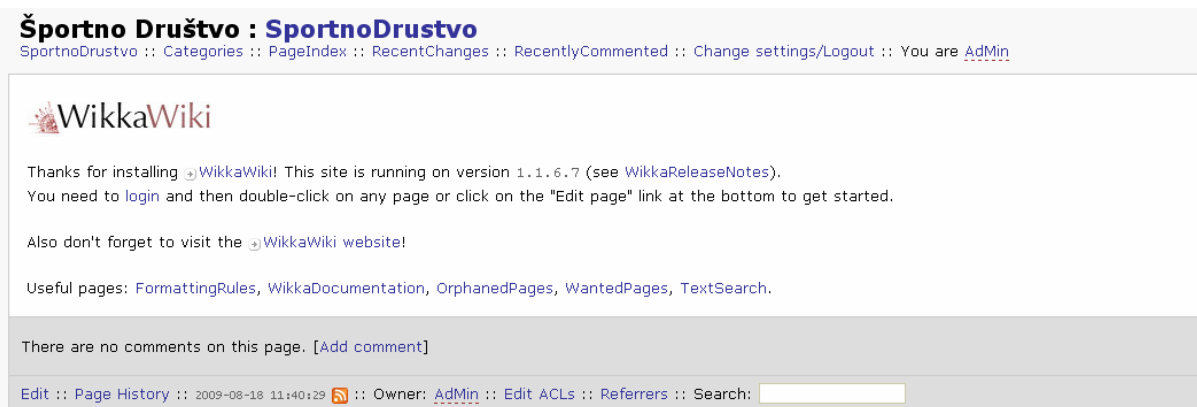 Športno Društvo : SportnoDrustvo
SportnoDrustvo :: Categories :: PageIndex :: RecentChanges :: RecentlyCommented :: Change settings/Logout :: You are AdMin
WikkaWiki
Thanks for installing WikkaWiki! This site is running on version 1.1.6.7 (see WikkaReleaseNotes).
You need to login and then double-click on any page or click on the "Edit page" link at the bottom to get started.
Also don't forget to visit the WikkaWiki website!
Useful pages: FormattingRules, WikkaDocumentation, OrphanedPages, WantedPages, TextSearch.
There are no comments on this page. [Add comment]
Edit :: Page History :: 2009-08-18 11:40:29 :: Owner: AdMin :: Edit ACLs :: Referrers :: Search: